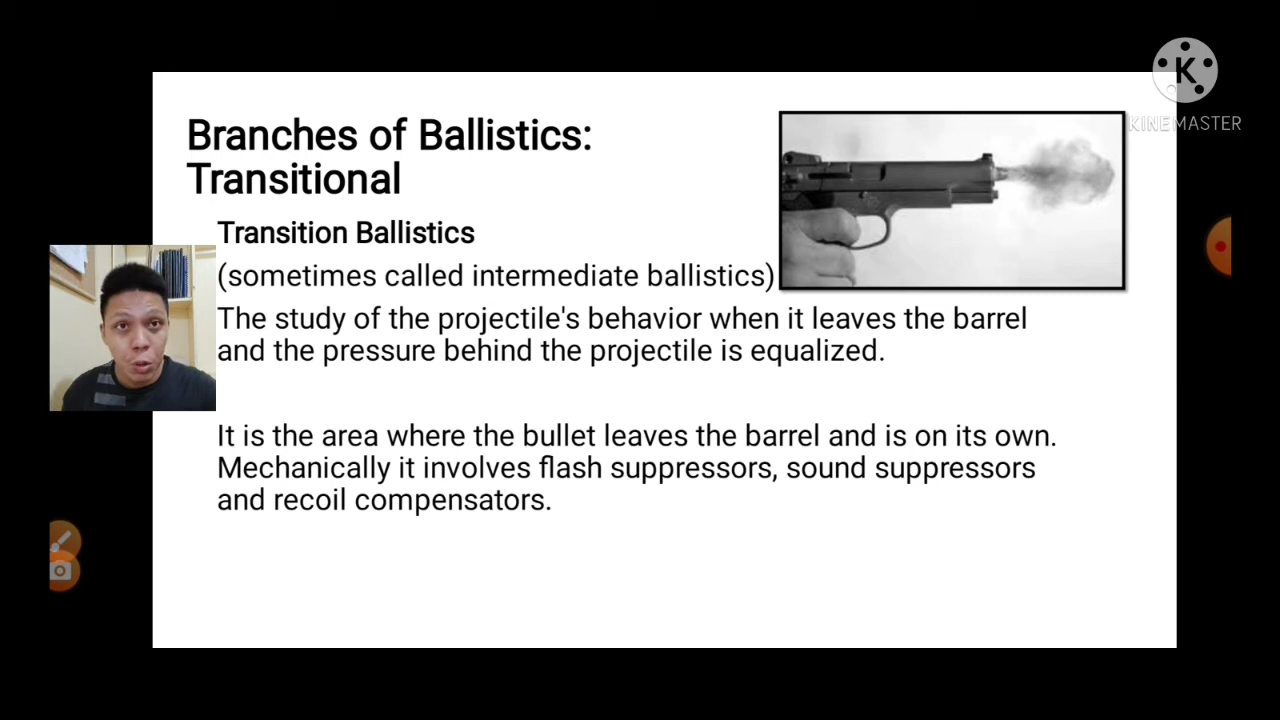 Branches of Ballistics:
Transitional
Transition Ballistics
(sometimes called intermediate ballistics)
The study of the projectile's behavior when it leaves the barrel
and the pressure behind the projectile is equalized.
It is the area where the bullet leaves the barrel and is on its own.
Mechanically it involves flash suppressors, sound suppressors
and recoil compensators.
K
KINEMASTER